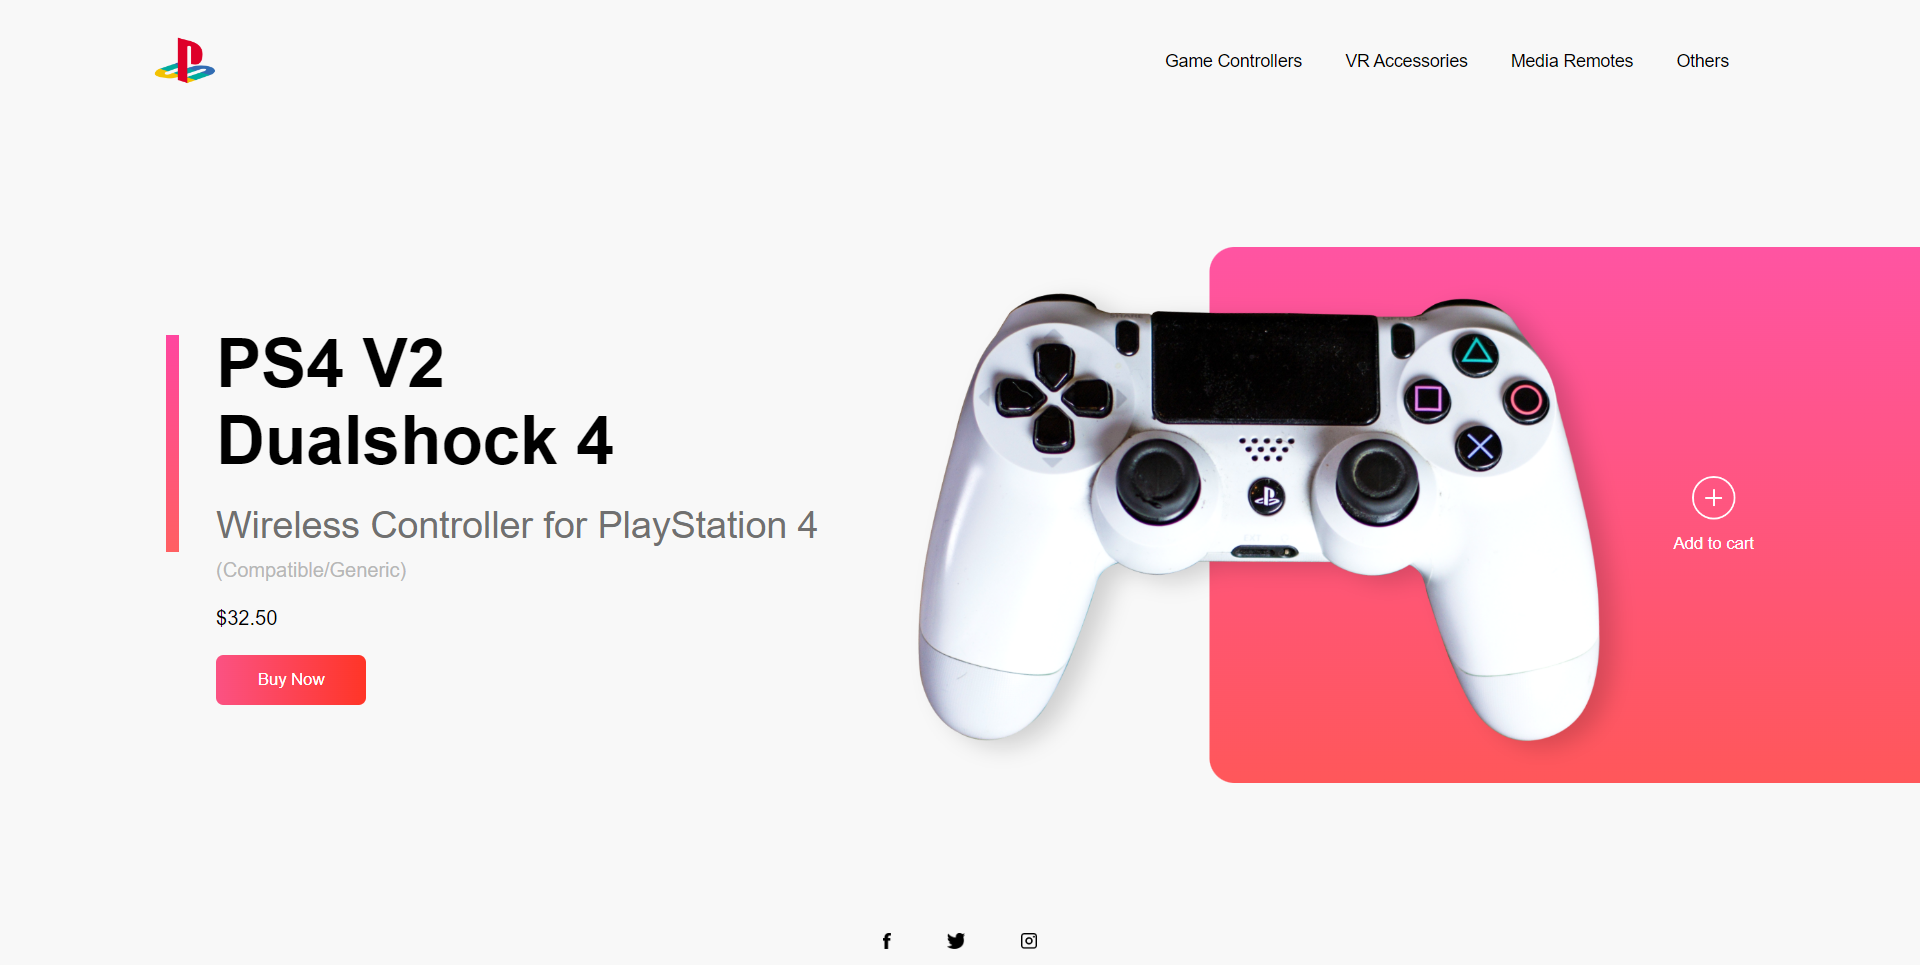 Game Controllers VR Accessories Media Remotes Others
PS4 V2
Dualshock 4
Wireless Controller for PlayStation 4
(Compatible/Generic)
$32.50
Buy Now
Add to cart